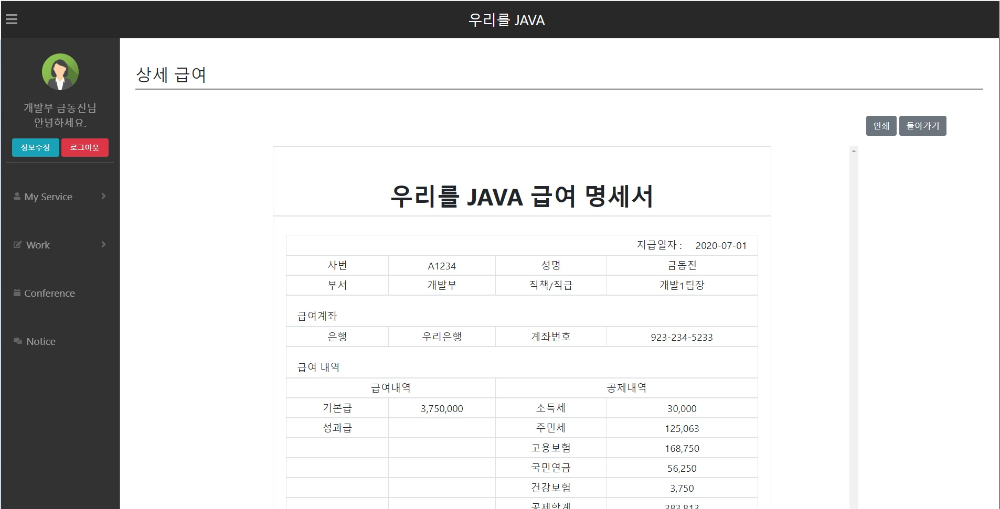 우리를 JAVA
개발부 금동진님
안녕하세요.
정보수정 로그아웃
My Service
Work
Conference
Notice
상세 급여
인쇄 돌아가기
우리를 JAVA 급여 명세서
지급일자 : 2020-07-01
사번 A1234 성명 금동진
부서 개발부 직책/직급 개발1팀장
급여계좌
은행 우리은행 계좌번호 923-234-5233
급여 내역
급여내역 공제내역
기본급 3,750,000 소득세 30,000
성과급 주민세 125,063
고용보험 168,750
국민연금 56,250
건강보험 3,750
공제합계 383,813